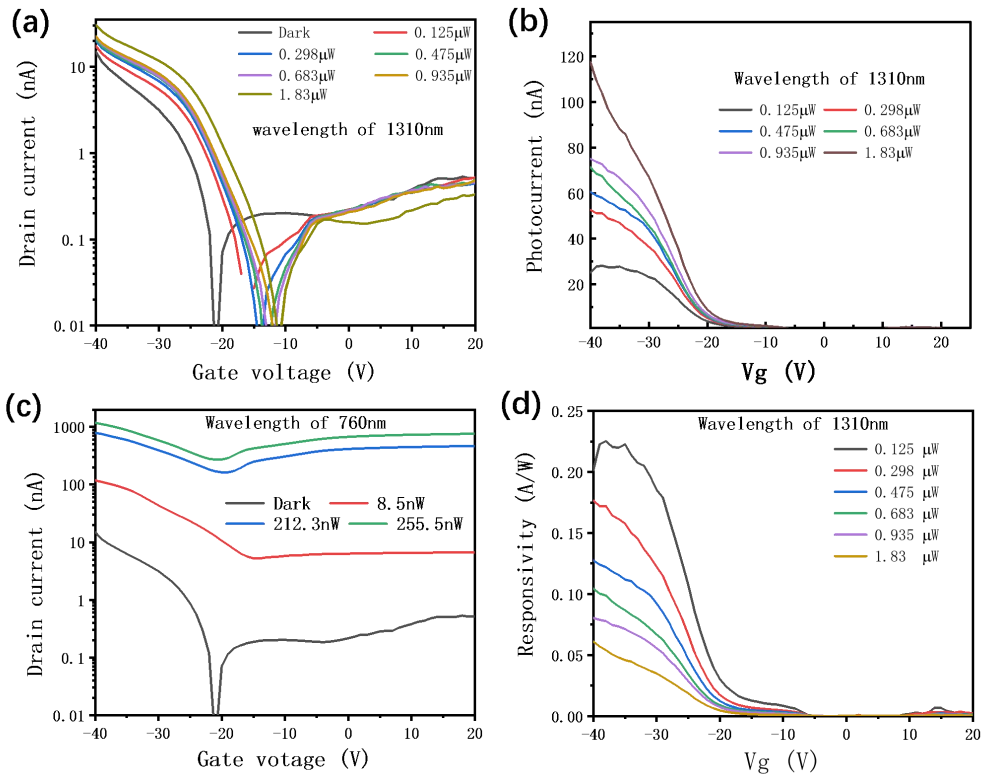 (a)
Drain current (nA)
10
1
0.1
0.01
-40 -30 -20 -10 0 10 20
Gate voltage (V)
Dark 0.125μW
0.298μW 0.475μW
0.683μW 0.935μW
1.83μW
wavelength of 1310nm
(b)
Photocurrent (nA)
120
100
80
60
40
20
-40 -30 -20 -10 0 10 20
Vg (V)
Wavelength of 1310nm
0.125μW 0.298μW
0.475μW 0.683μW
0.935μW 1.83μW
(c)
Drain current (nA)
1000
100
10
1
0.1
0.01
-40 -30 -20 -10 0 10 20
Gate votage (V)
Wavelength of 760nm
Dark 8.5nW
212.3nW 255.5nW
(d)
Responsivity (A/W)
0.25
0.20
0.15
0.10
0.05
0.00
-40 -30 -20 -10 0 10 20
Vg (V)
Wavelength of 1310nm
0.125 μW
0.298 μW
0.475 μW
0.683 μW
0.935 μW
1.83 μW